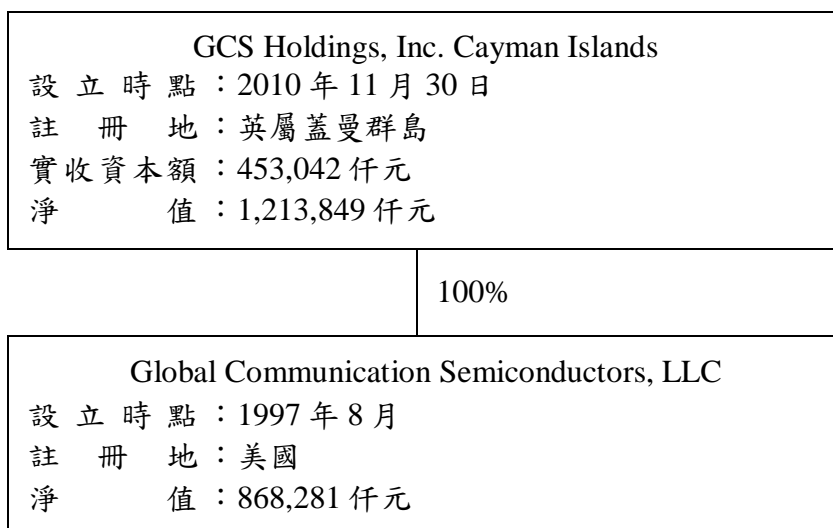 GCS Holdings, Inc. Cayman Islands
設立時點：2010 年 11 月 30 日
註冊地：英屬蓋曼群島
實收資本額：453,042 仟元
淨值：1,213,849 仟元
100%
Global Communication Semiconductors, LLC
設立時點：1997 年 8 月
註冊地：美國
淨值：868,281 仟元